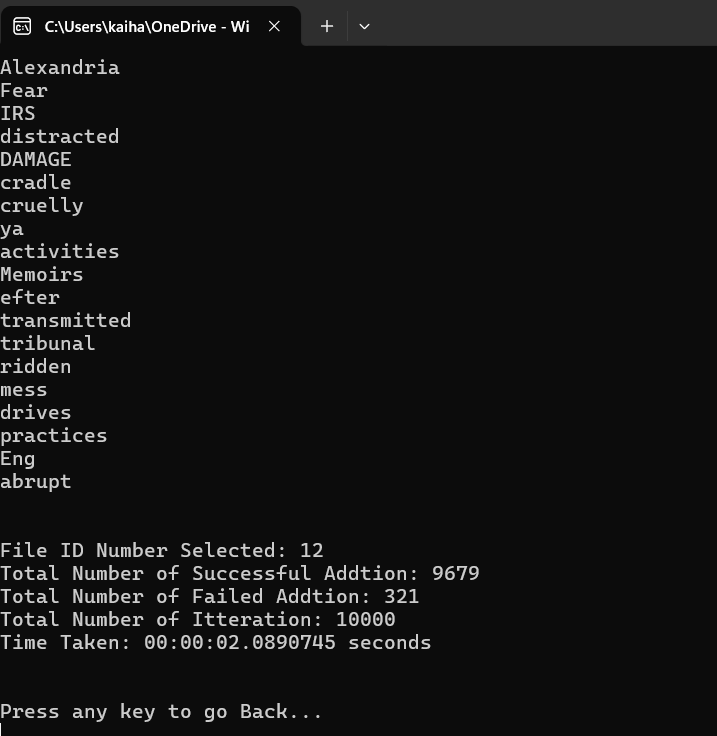 C:\Users\kaiha\OneDrive - Wi
Alexandria
Fear
IRS
distracted
DAMAGE
cradle
cruelly
ya
activities
Memoirs
efter
transmitted
tribunal
ridden
mess
drives
practices
Eng
abrupt
File ID Number Selected: 12
Total Number of Successful Addtion: 9679
Total Number of Failed Addtion: 321
Total Number of Itteration: 10000
Time Taken: 00:00:02.0890745 seconds
Press any key to go Back...